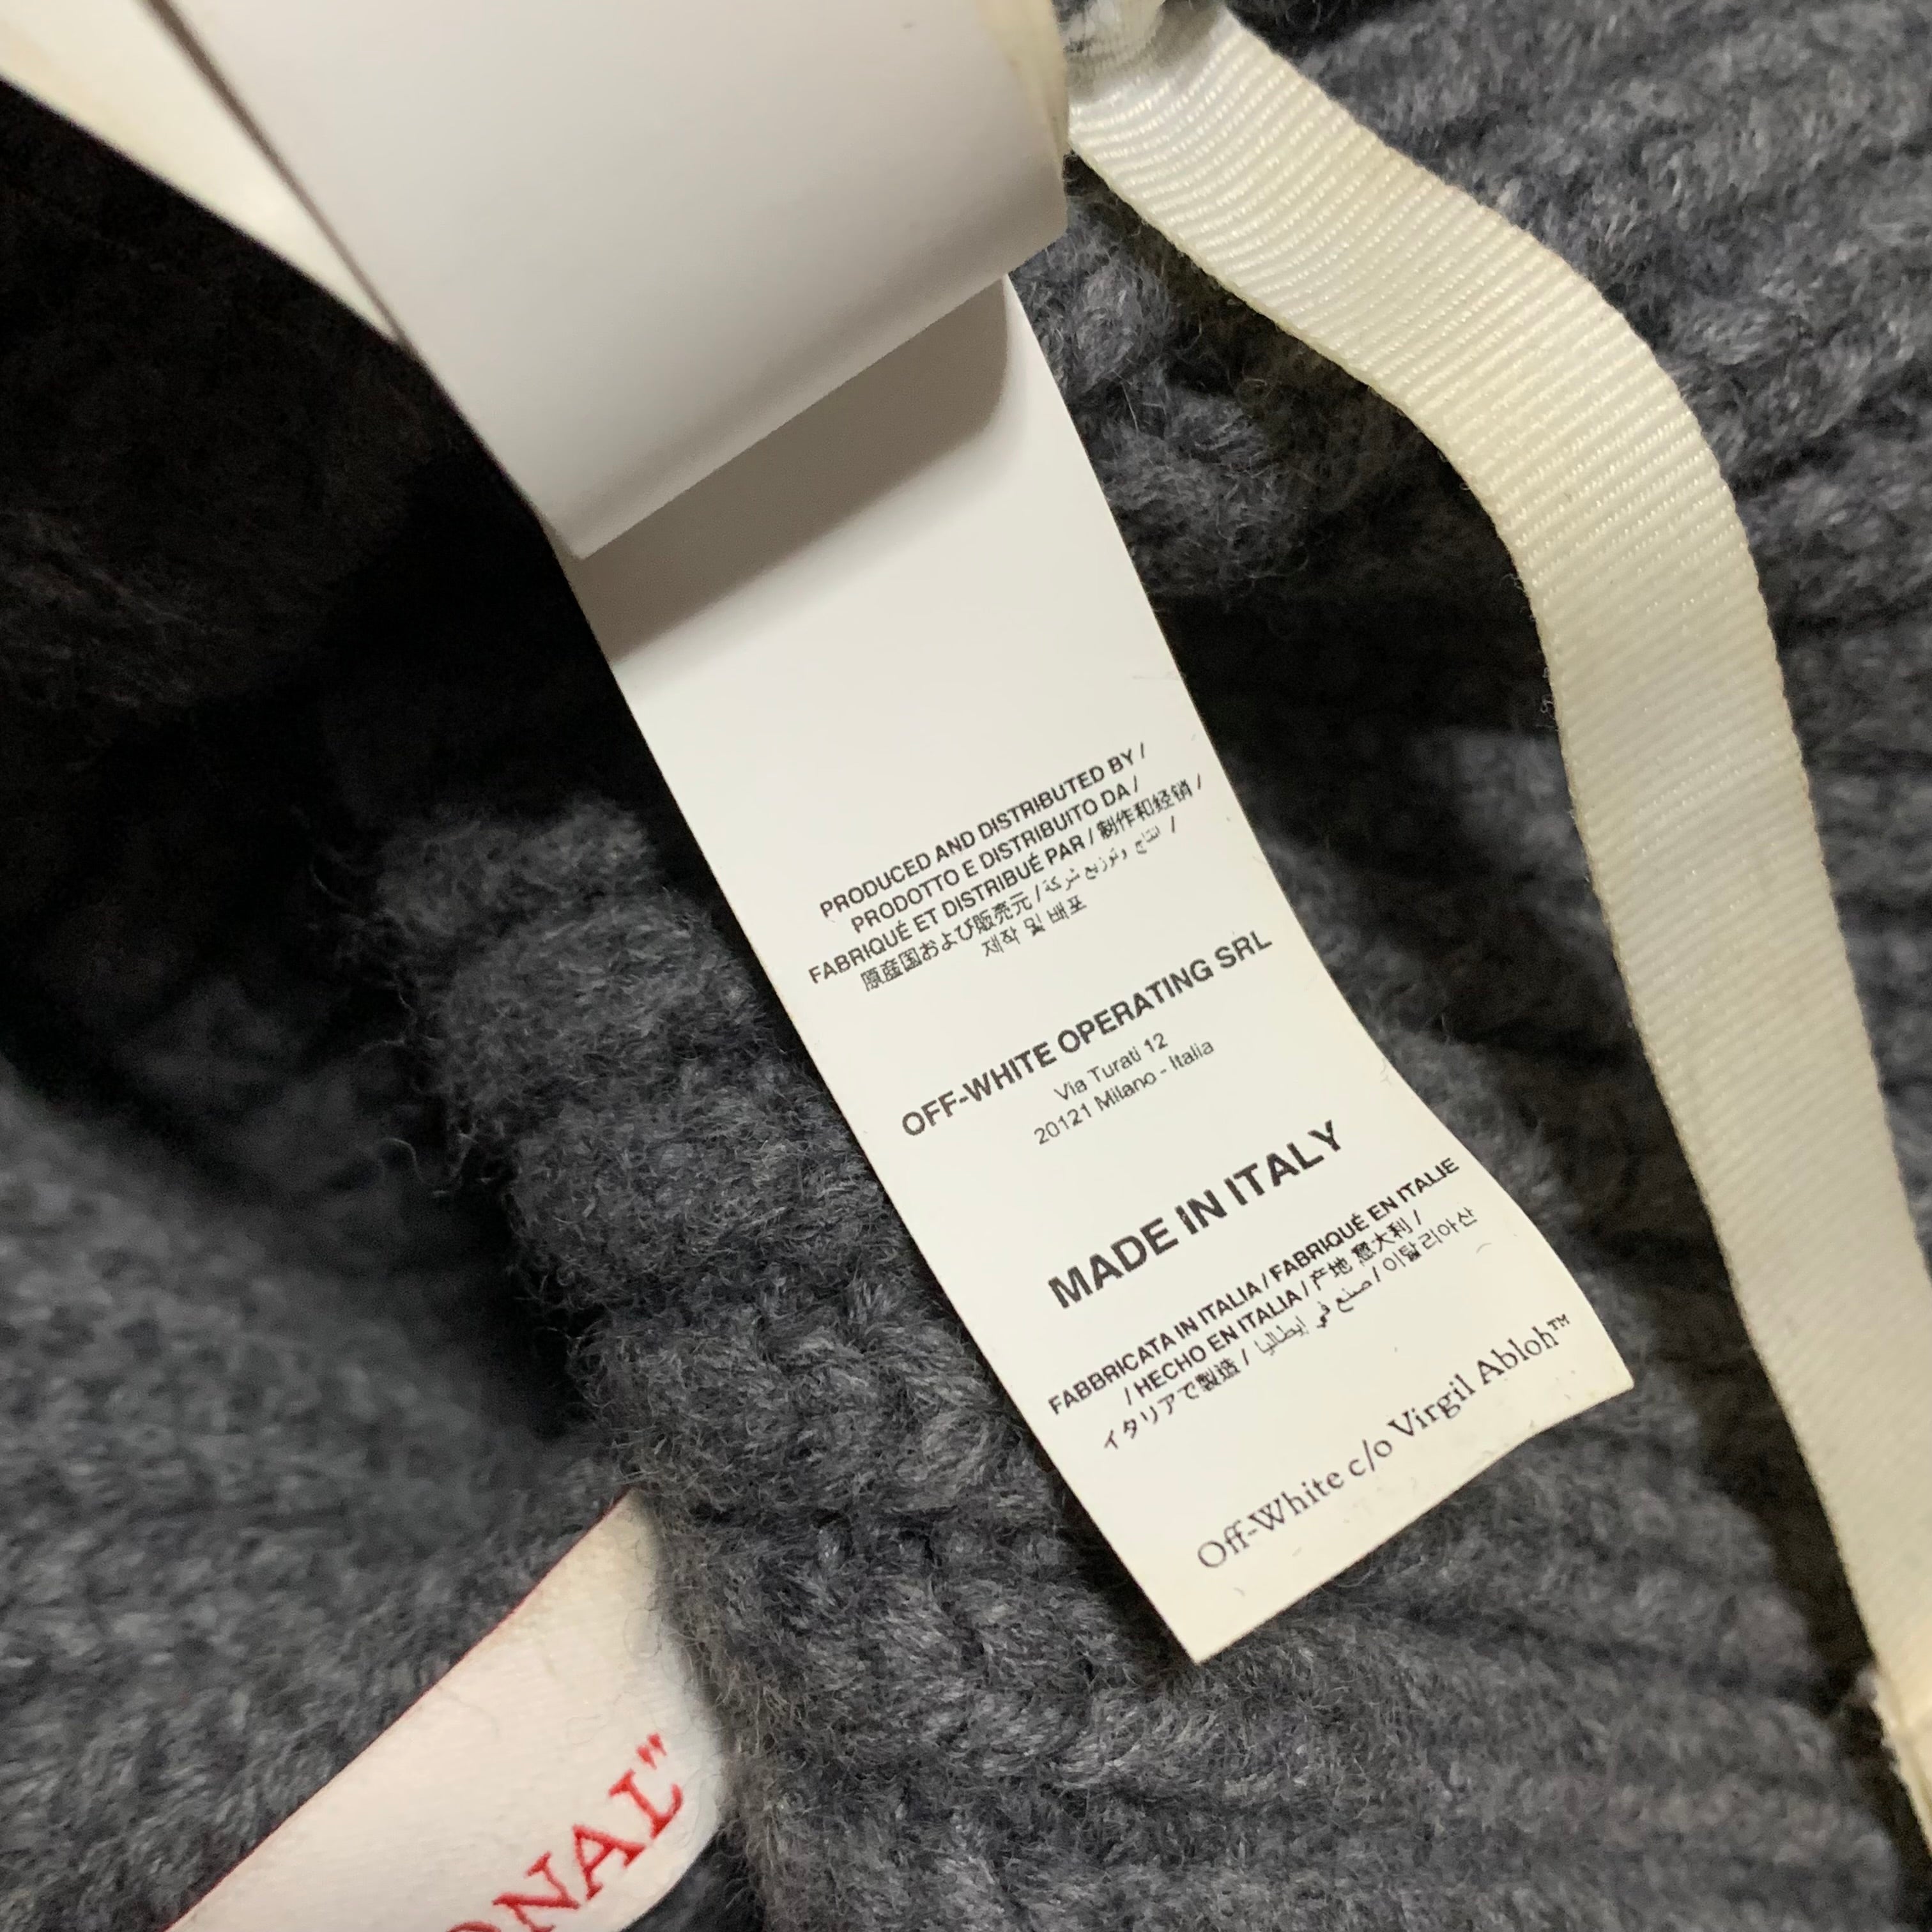 PRODUCED AND DISTRIBUTED BY /
PRODOTTO E DISTRIBUITO DA /
FABRIQUÉ ET DISTRIBUÉ PAR / 制作和经销 /
原産国および販売元 / انتاج وتوزيع شركة /
제작 및 배포
OFF-WHITE OPERATING SRL
Via Turati 12
20121 Milano - Italia
MADE IN ITALY
FABBRICATA IN ITALIA / FABRIQUÉ EN ITALIE
/ HECHO EN ITALIA / 产地 意大利 /
イタリアで製造 / صنع في إيطاليا / 이탈리아산
Off-White c/o Virgil Abloh™
ONAL"